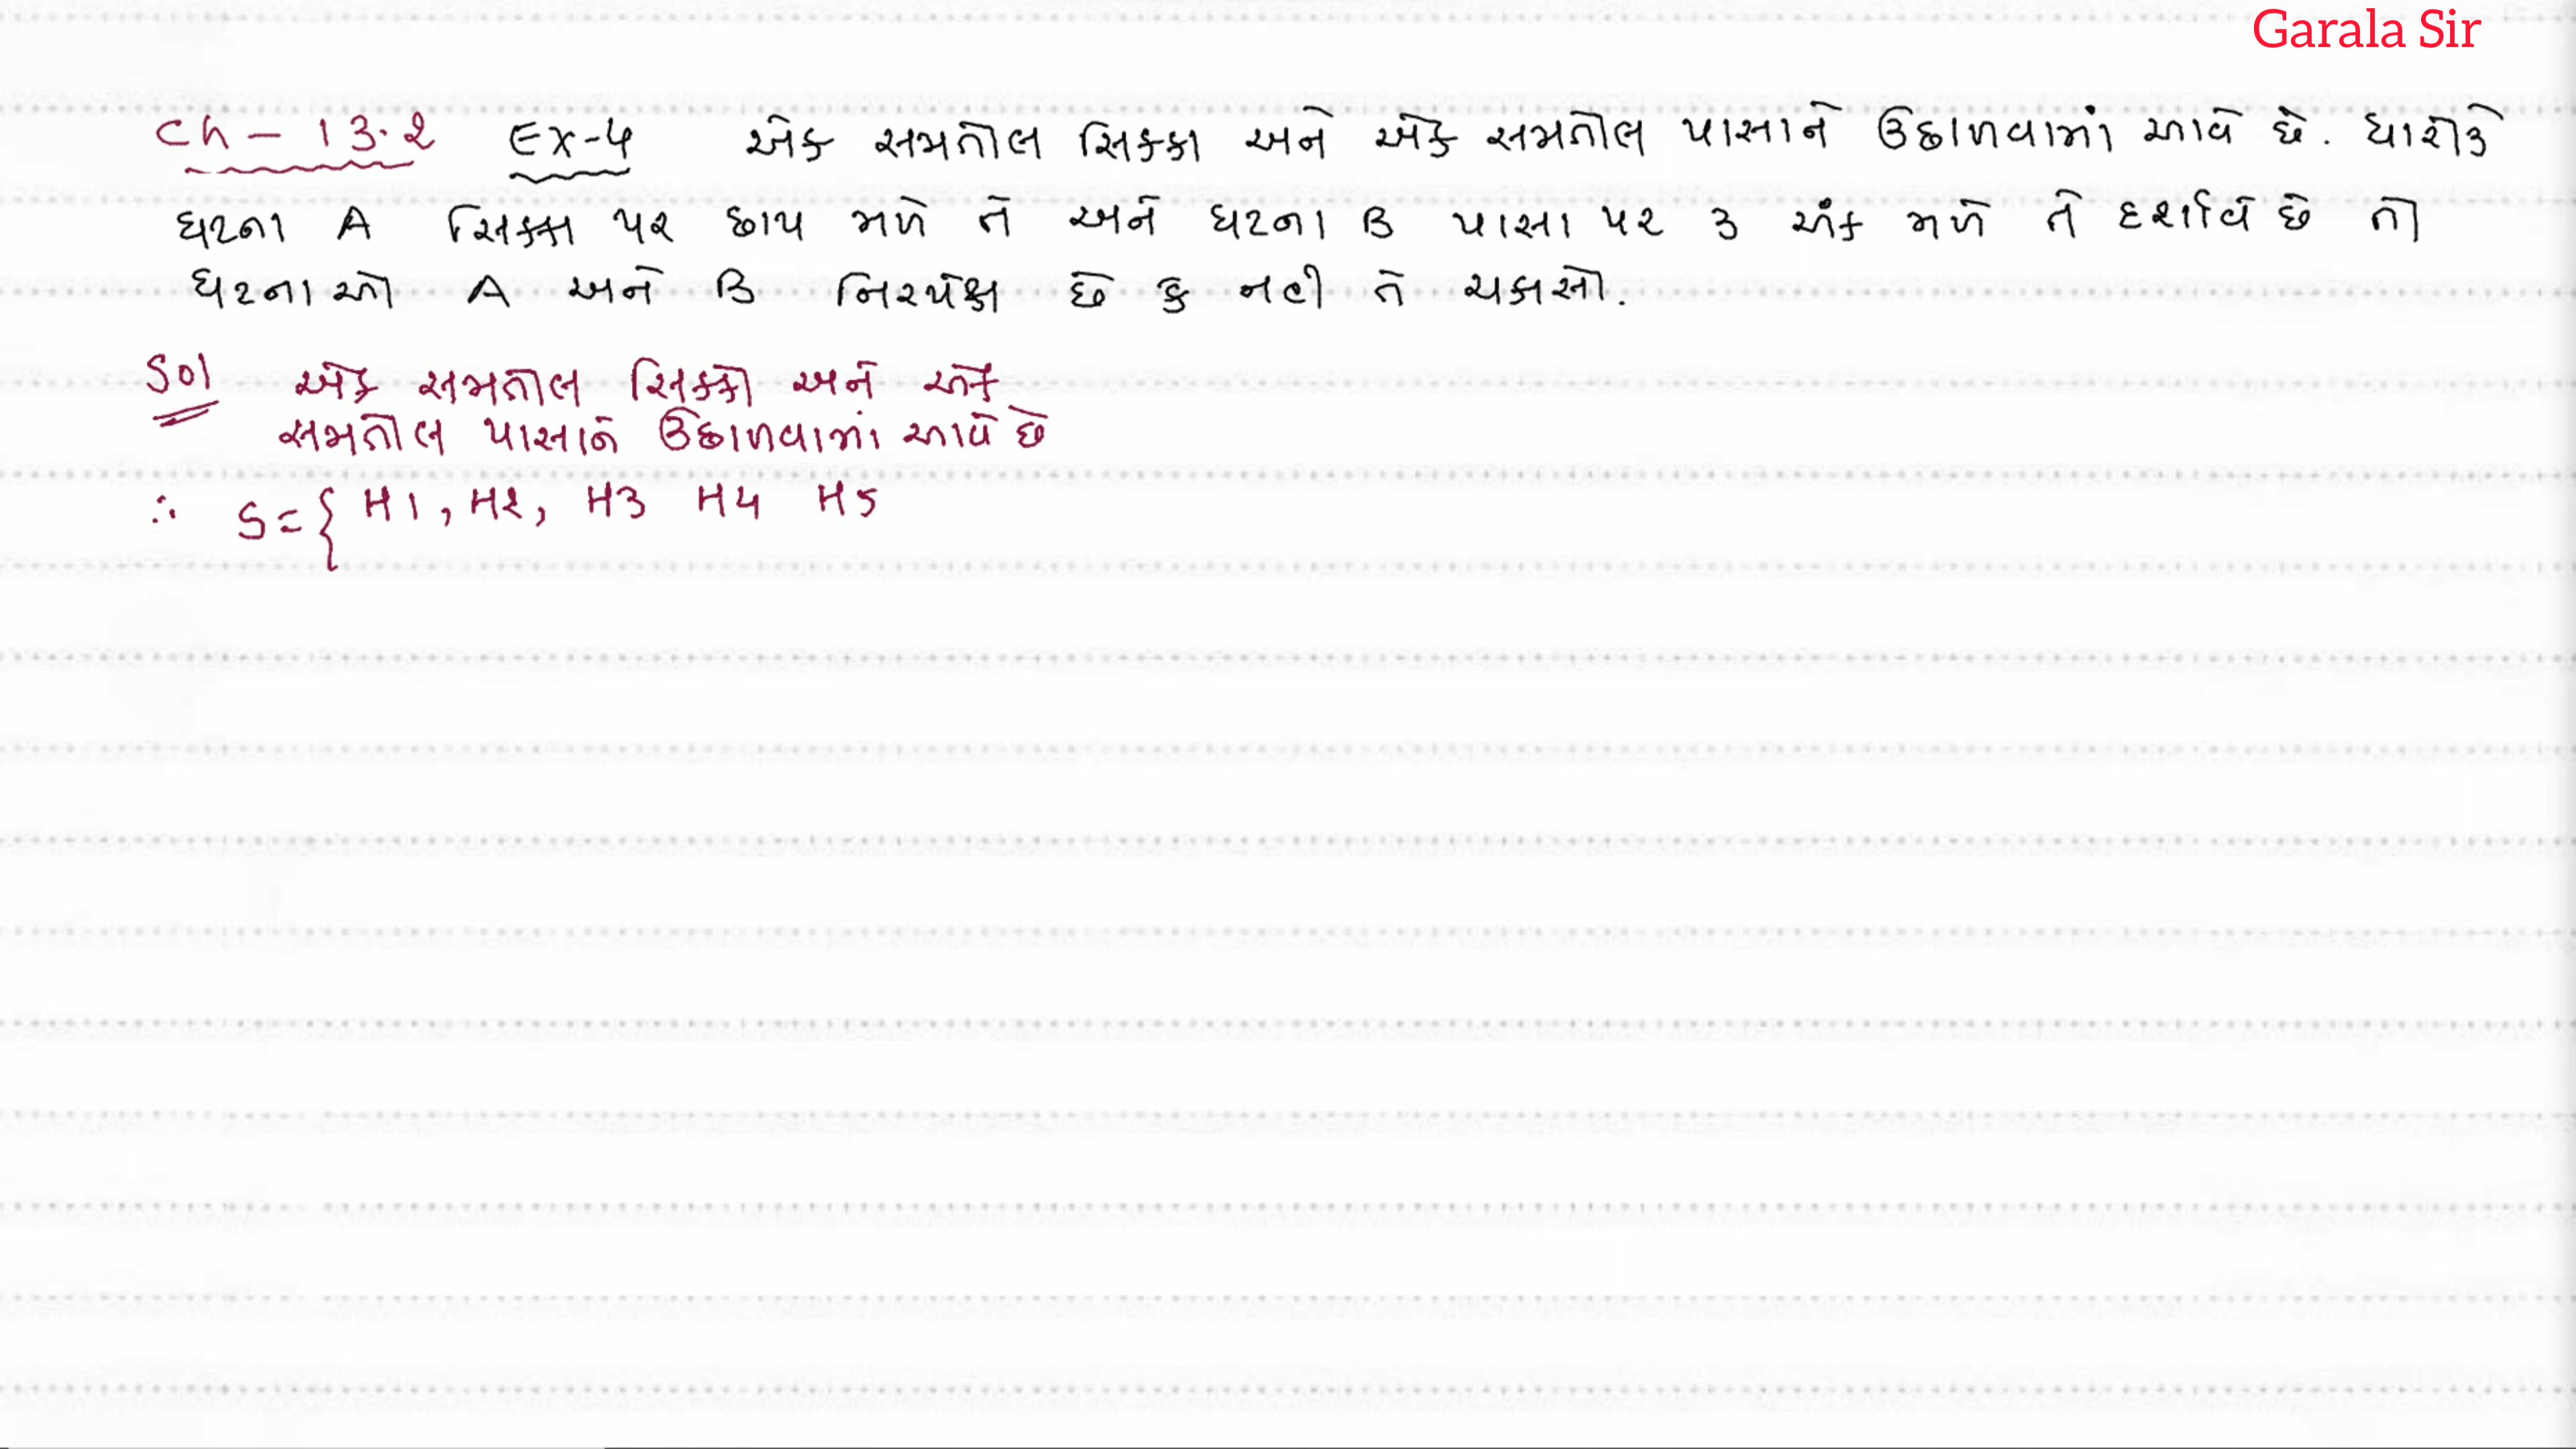 Garala Sir
Ch - 13.2 Ex-4 એક સમતોલ સિક્કા અને એક સમતોલ પાસાને ઉછાળવામાં આવે છે. ધારોકે
ઘટના A સિક્કા પર છાપ મળે તે અને ઘટના B પાસા પર 3 અંક મળે તે દર્શાવે છે તો
ઘટનાઓ A અને B નિરપેક્ષ છે કે નહી તે ચકાસો.
Sol એક સમતોલ સિક્કો અને એક
સમતોલ પાસાને ઉછાળવામાં આવે છે
∴ S = { H1, H2, H3 H4 H5